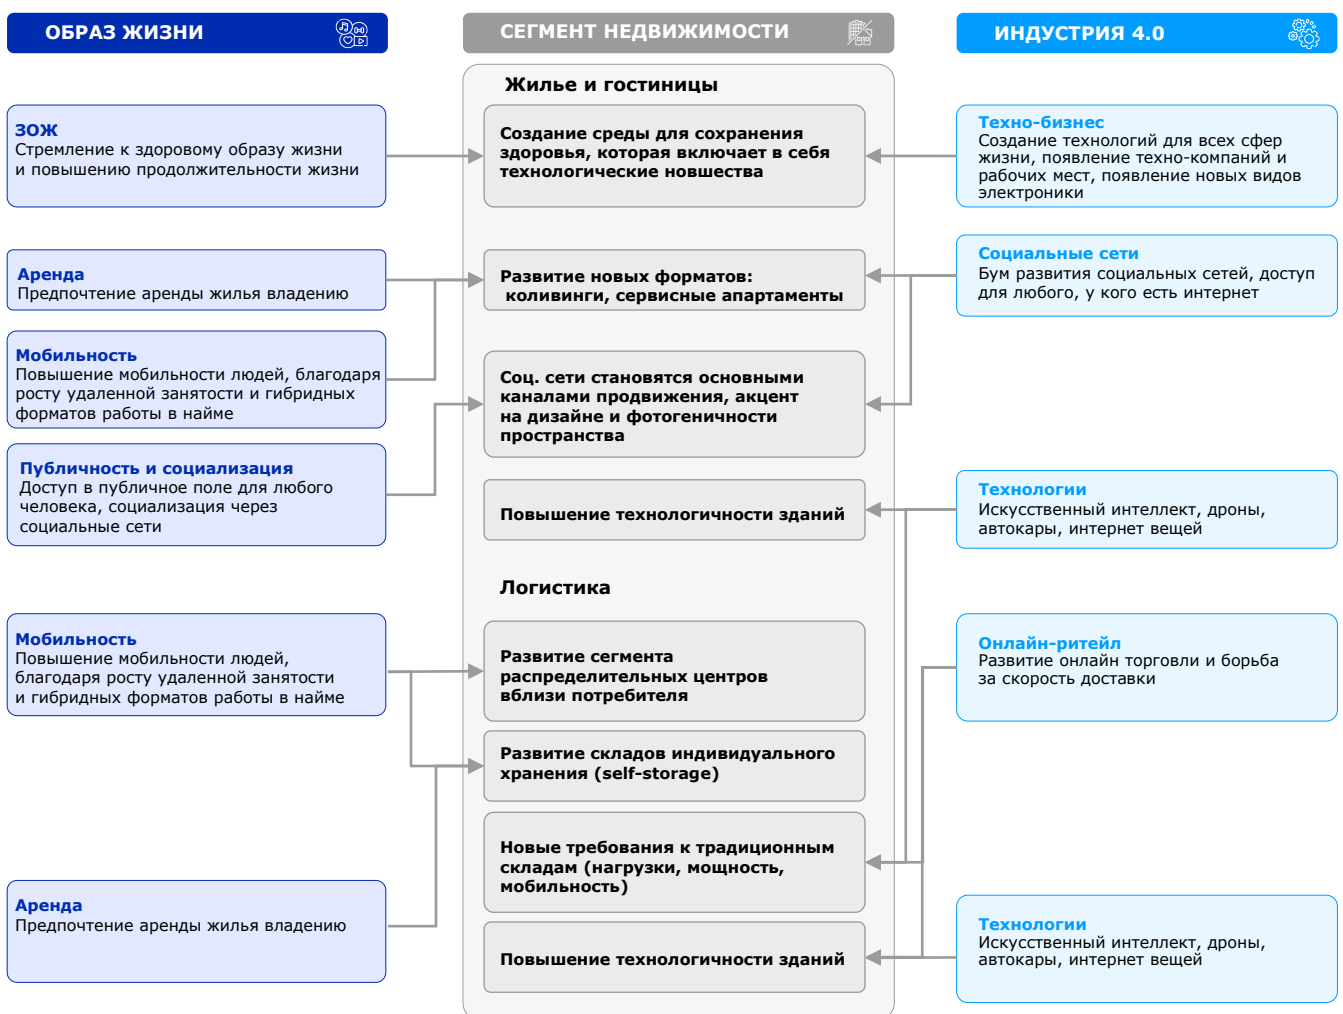 ОБРАЗ ЖИЗНИ
СЕГМЕНТ НЕДВИЖИМОСТИ
ИНДУСТРИЯ 4.0
ЗОЖ
Стремление к здоровому образу жизни
и повышению продолжительности жизни
Аренда
Предпочтение аренды жилья владению
Мобильность
Повышение мобильности людей, благодаря
росту удаленной занятости и гибридных
форматов работы в найме
Публичность и социализация
Доступ в публичное поле для любого
человека, социализация через
социальные сети
Мобильность
Повышение мобильности людей,
благодаря росту удаленной занятости
и гибридных форматов работы в найме
Аренда
Предпочтение аренды жилья владению
Жилье и гостиницы
Создание среды для сохранения
здоровья, которая включает в себя
технологические новшества
Развитие новых форматов:
коливинги, сервисные апартаменты
Соц. сети становятся основными
каналами продвижения, акцент
на дизайне и фотогеничности
пространства
Повышение технологичности зданий
Логистика
Развитие сегмента
распределительных центров
вблизи потребителя
Развитие складов индивидуального
хранения (self-storage)
Новые требования к традиционным
складам (нагрузки, мощность,
мобильность)
Повышение технологичности зданий
Техно-бизнес
Создание технологий для всех сфер
жизни, появление техно-компаний и
рабочих мест, появление новых видов
электроники
Социальные сети
Бум развития социальных сетей, доступ
для любого, у кого есть интернет
Технологии
Искусственный интеллект, дроны,
автокары, интернет вещей
Онлайн-ритейл
Развитие онлайн торговли и борьба
за скорость доставки
Технологии
Искусственный интеллект, дроны,
автокары, интернет вещей